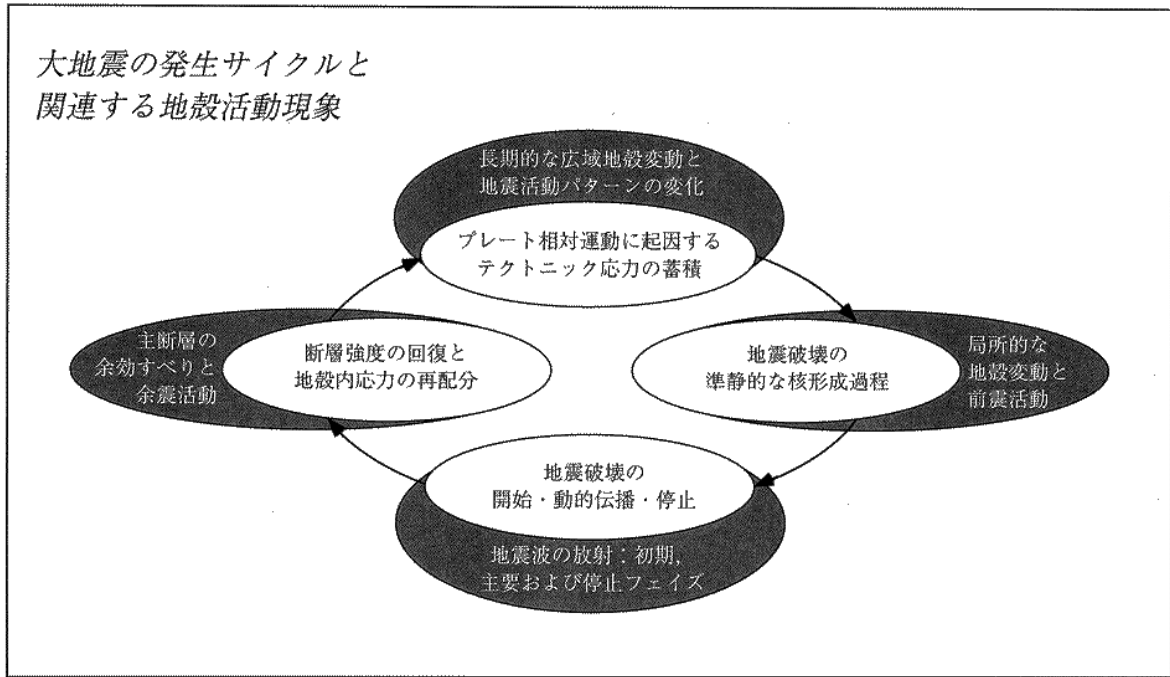 大地震の発生サイクルと
関連する地殻活動現象
長期的な広域地殻変動と
地震活動パターンの変化
プレート相対運動に起因する
テクトニック応力の蓄積
主断層の
余効すべりと
余震活動
断層強度の回復と
地殻内応力の再配分
地震破壊の
準静的な核形成過程
局所的な
地殻変動と
前震活動
地震破壊の
開始・動的伝播・停止
地震波の放射：初期,
主要および停止フェイズ